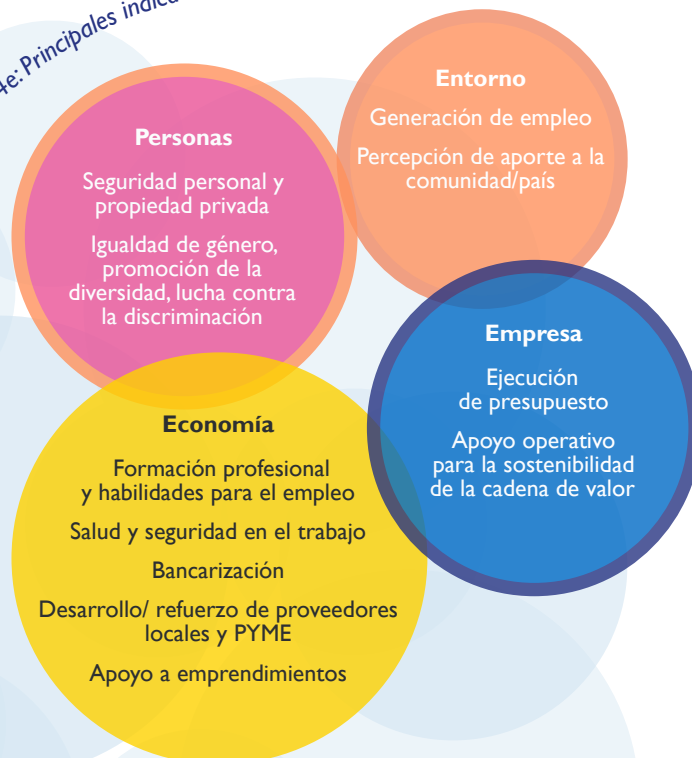 4e: Principales indica
Personas
Seguridad personal y
propiedad privada
Igualdad de género,
promoción de la
diversidad, lucha contra
la discriminación
Entorno
Generación de empleo
Percepción de aporte a la
comunidad/país
Empresa
Ejecución
de presupuesto
Apoyo operativo
para la sostenibilidad
de la cadena de valor
Economía
Formación profesional
y habilidades para el empleo
Salud y seguridad en el trabajo
Bancarización
Desarrollo/ refuerzo de proveedores
locales y PYME
Apoyo a emprendimientos